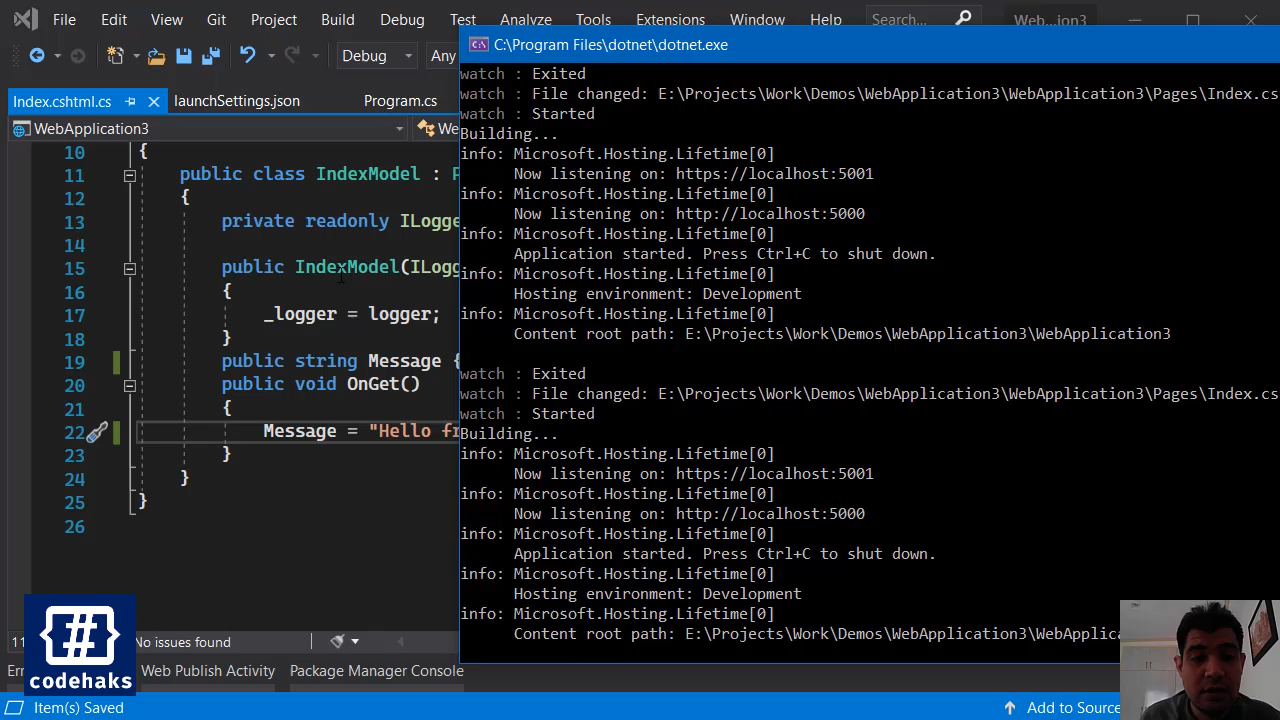 File Edit View Git Project Build Debug Test Analyze Tools Extensions Window Help Search... Web...ion3
Debug Any
Index.cshtml.cs launchSettings.json Program.cs
WebApplication3 We
10 {
11 public class IndexModel : P
12 {
13 private readonly ILogge
14
15 public IndexModel(ILogg
16 {
17 _logger = logger;
18 }
19 public string Message {
20 public void OnGet()
21 {
22 Message = "Hello fr
23 }
24 }
25 }
26
11 No issues found
Err Web Publish Activity Package Manager Console
Item(s) Saved Add to Source
{#}
codehaks
C:\Program Files\dotnet\dotnet.exe
watch : Exited
watch : File changed: E:\Projects\Work\Demos\WebApplication3\WebApplication3\Pages\Index.cs
watch : Started
Building...
info: Microsoft.Hosting.Lifetime[0]
Now listening on: https://localhost:5001
info: Microsoft.Hosting.Lifetime[0]
Now listening on: http://localhost:5000
info: Microsoft.Hosting.Lifetime[0]
Application started. Press Ctrl+C to shut down.
info: Microsoft.Hosting.Lifetime[0]
Hosting environment: Development
info: Microsoft.Hosting.Lifetime[0]
Content root path: E:\Projects\Work\Demos\WebApplication3\WebApplication3
watch : Exited
watch : File changed: E:\Projects\Work\Demos\WebApplication3\WebApplication3\Pages\Index.cs
watch : Started
Building...
info: Microsoft.Hosting.Lifetime[0]
Now listening on: https://localhost:5001
info: Microsoft.Hosting.Lifetime[0]
Now listening on: http://localhost:5000
info: Microsoft.Hosting.Lifetime[0]
Application started. Press Ctrl+C to shut down.
info: Microsoft.Hosting.Lifetime[0]
Hosting environment: Development
info: Microsoft.Hosting.Lifetime[0]
Content root path: E:\Projects\Work\Demos\WebApplication3\WebApplica